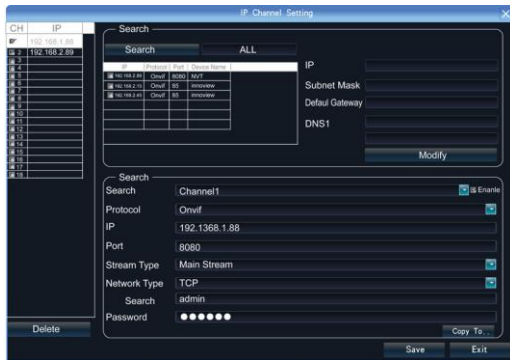 IP Channel Setting
X
CH IP
192.168.1.88
2 192.168.2.89
3
4
5
6
7
8
9
10
11
12
13
14
15
16
17
18
Delete
Search
Search ALL
IP Protocol Port Device Name
192.168.2.89 Onvif 8080 NVT
192.168.2.15 Onvif 85 innoview
192.168.2.45 Onvif 85 innoview
IP
Subnet Mask
Defaul Gateway
DNS1
Modify
Search
Search Channel1 Enanle
Protocol Onvif
IP 192.1368.1.88
Port 8080
Stream Type Main Stream
Network Type TCP
Search admin
Password ●●●●●●
Copy To..
Save Exit